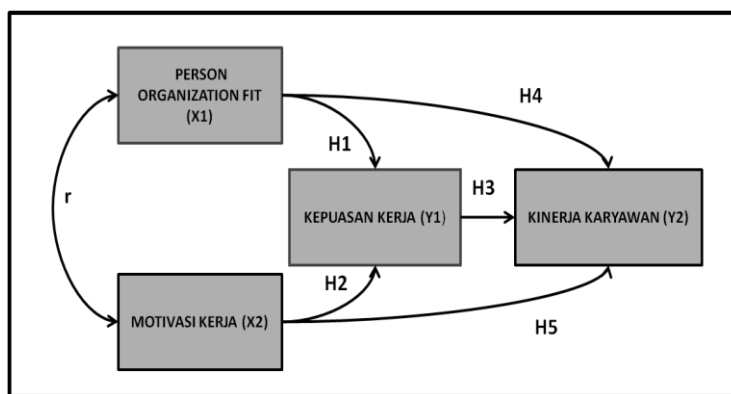 PERSON
ORGANIZATION FIT
(X1)
H4
H1
r
H3
KEPUASAN KERJA (Y1)
KINERJA KARYAWAN (Y2)
H2
MOTIVASI KERJA (X2)
H5